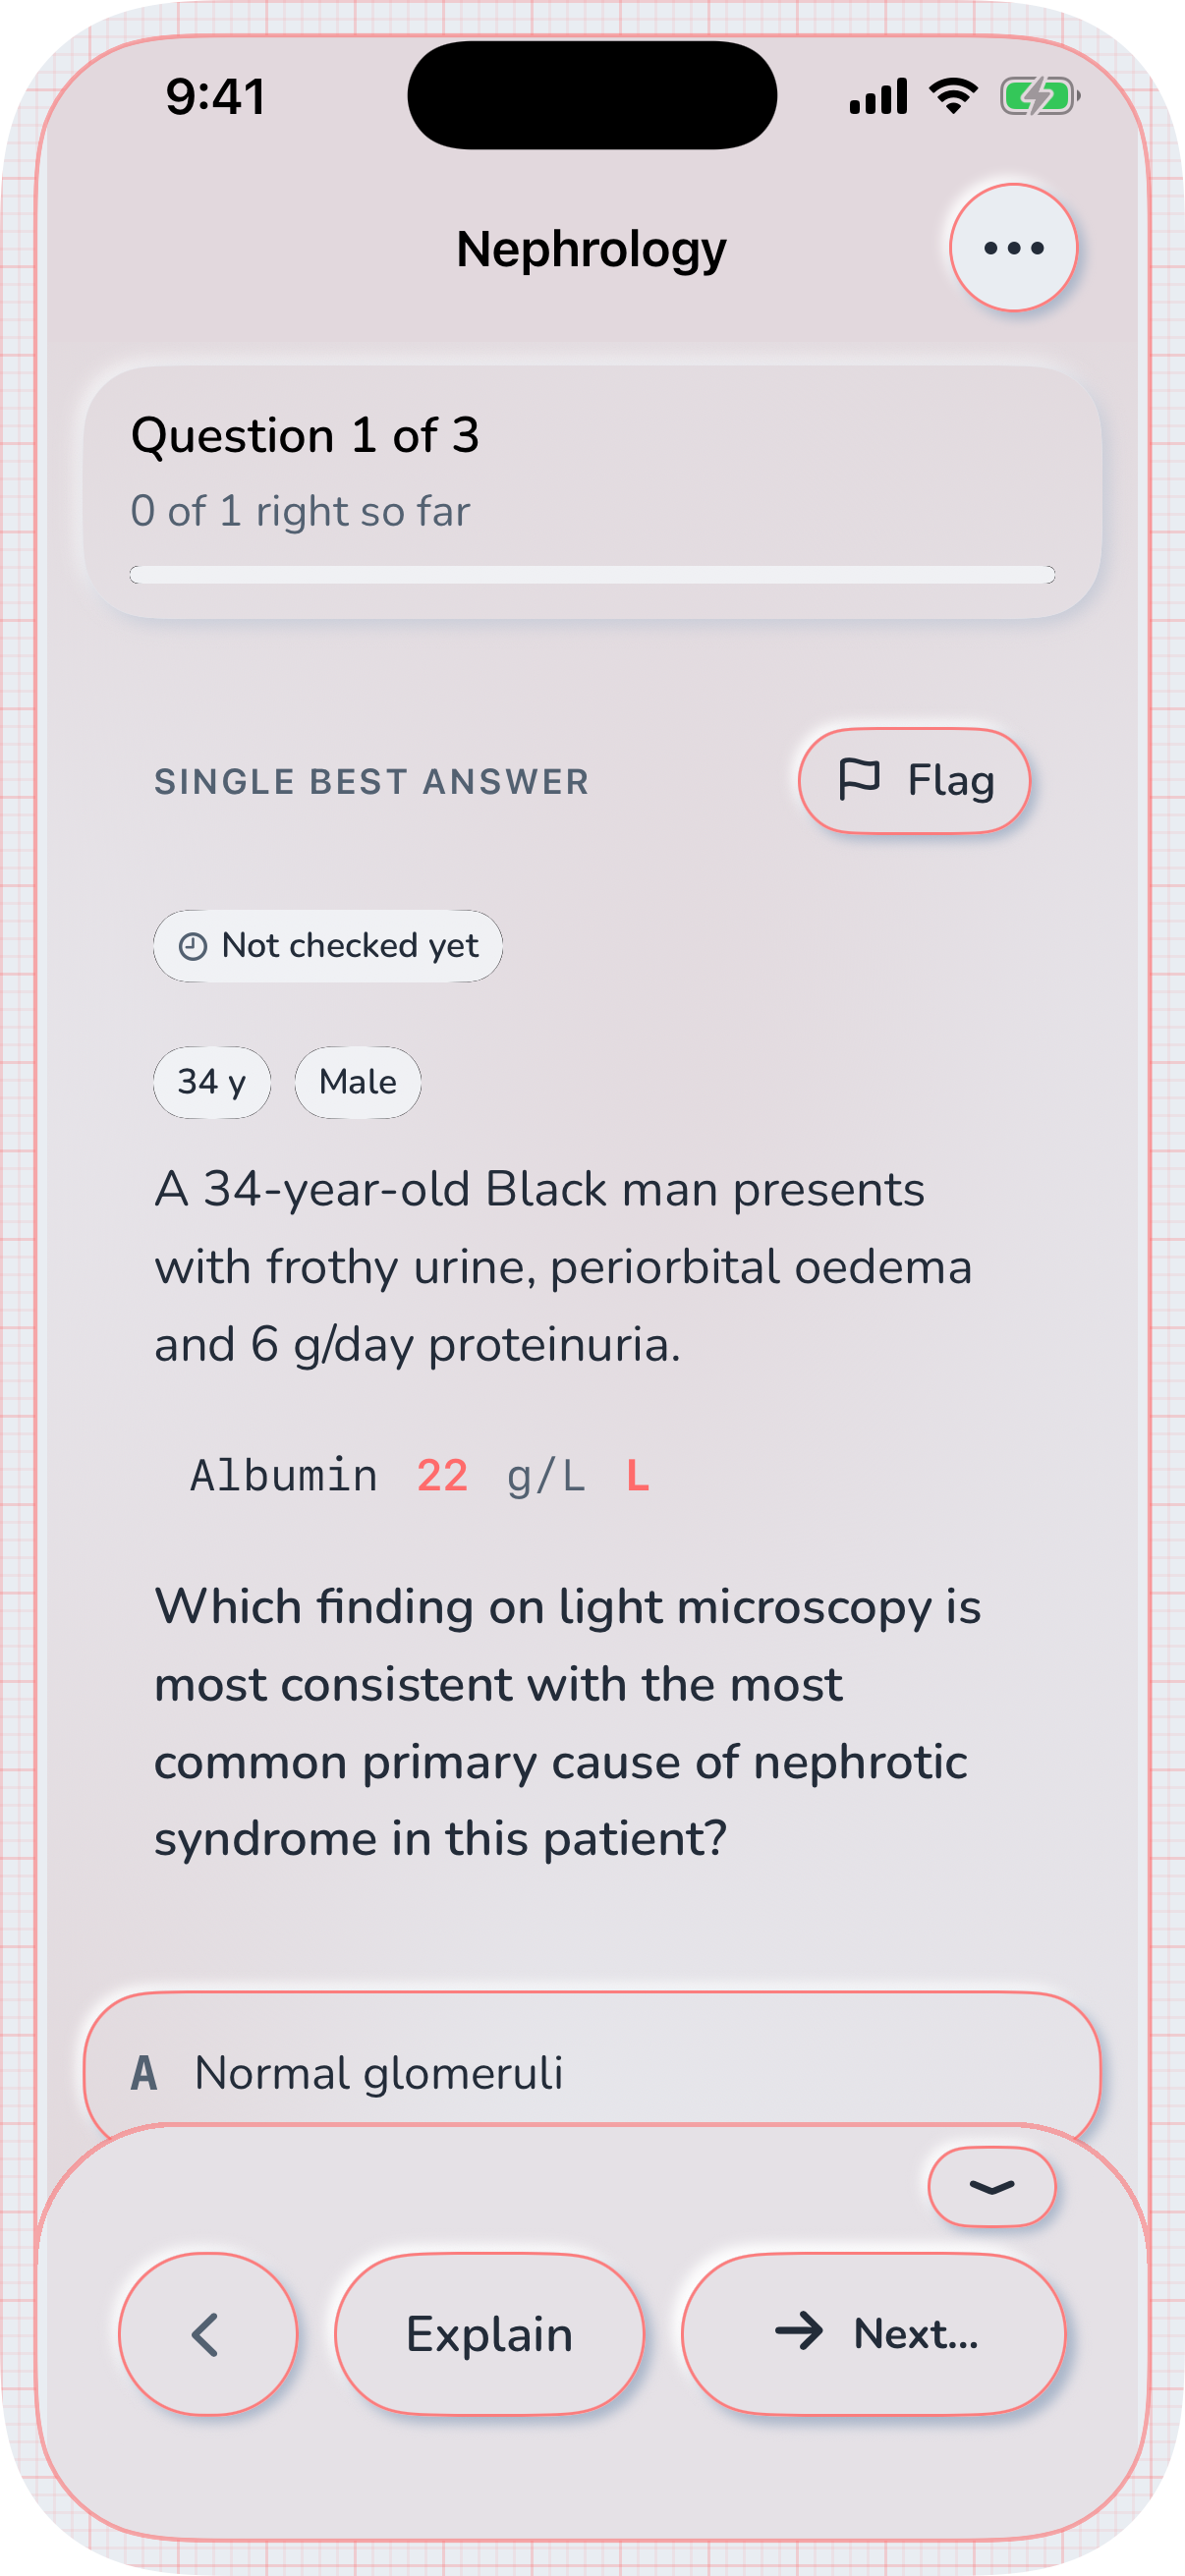 9:41
Nephrology
Question 1 of 3
0 of 1 right so far
SINGLE BEST ANSWER
Flag
Not checked yet
34 y
Male
A 34-year-old Black man presents
with frothy urine, periorbital oedema
and 6 g/day proteinuria.
Albumin 22 g/L L
Which finding on light microscopy is
most consistent with the most
common primary cause of nephrotic
syndrome in this patient?
A Normal glomeruli
Explain
Next...